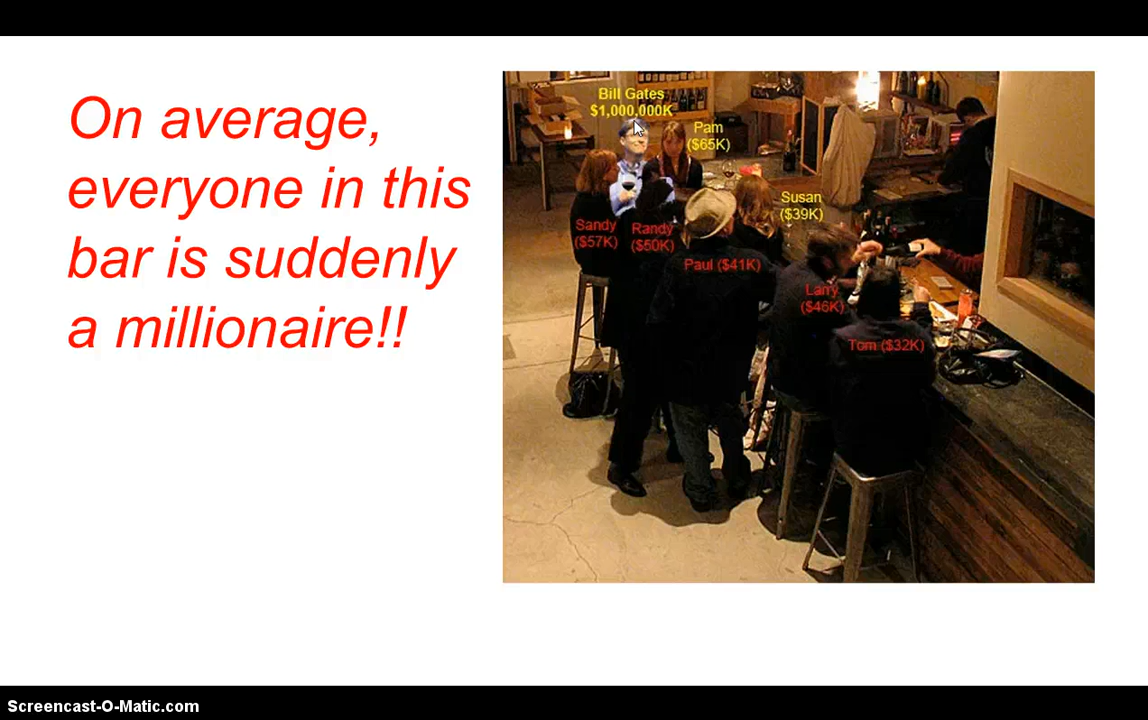 On average,
everyone in this
bar is suddenly
a millionaire!!
Bill Gates
$1,000,000K
Pam
($65K)
Susan
($39K)
Sandy
($57K)
Randy
($50K)
Paul ($41K)
Larry
($46K)
Tom ($32K)
Screencast-O-Matic.com